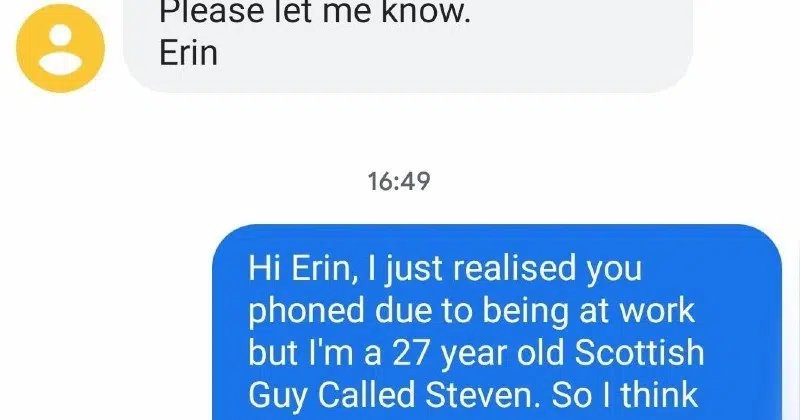 Please let me know.
Erin
16:49
Hi Erin, I just realised you
phoned due to being at work
but I'm a 27 year old Scottish
Guy Called Steven. So I think